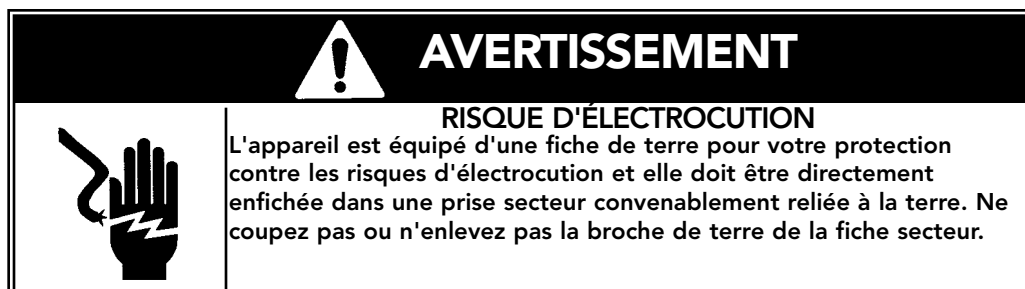 AVERTISSEMENT
RISQUE D'ÉLECTROCUTION
L'appareil est équipé d'une fiche de terre pour votre protection
contre les risques d'électrocution et elle doit être directement
enfichée dans une prise secteur convenablement reliée à la terre. Ne
coupez pas ou n'enlevez pas la broche de terre de la fiche secteur.